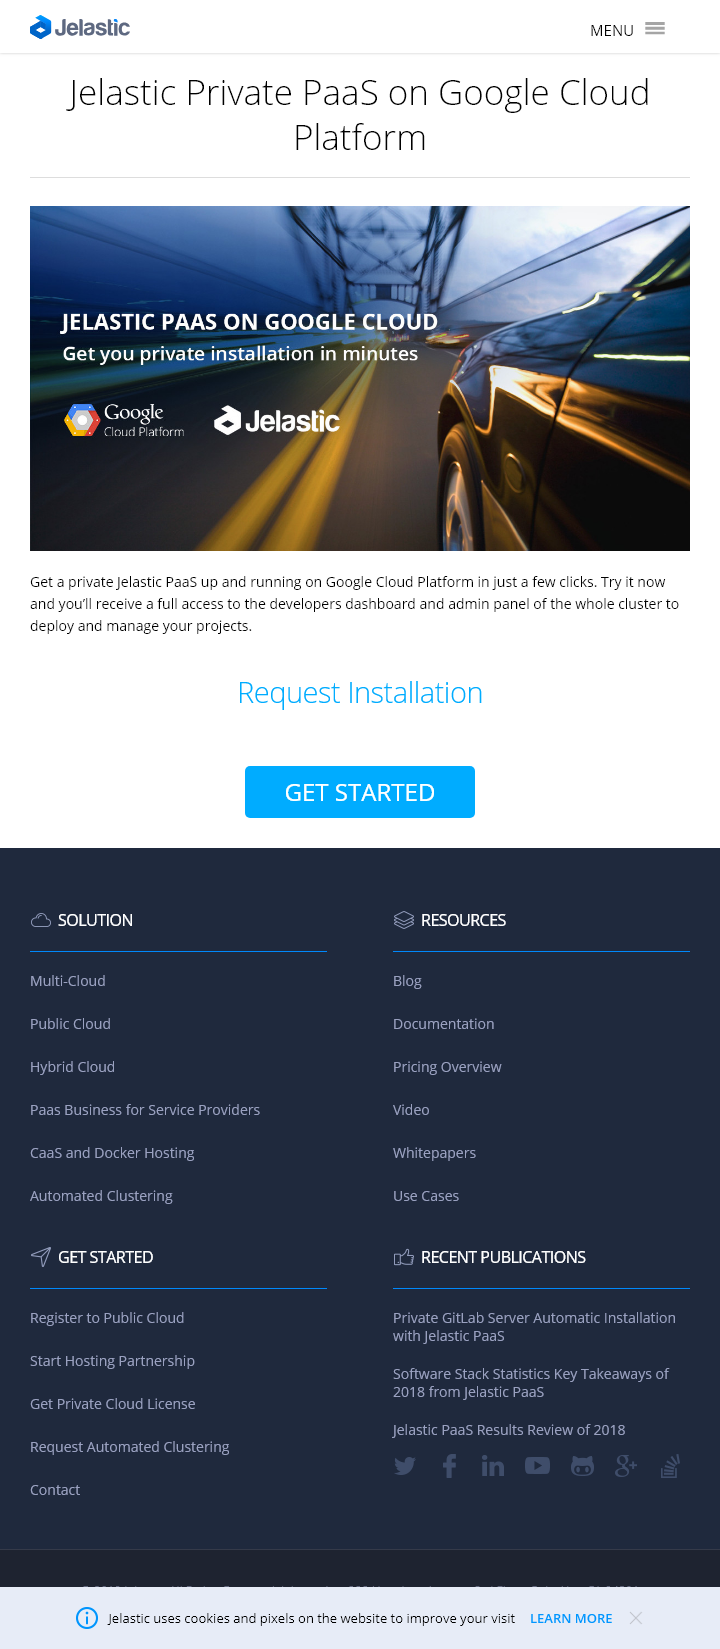 Jelastic
MENU
Jelastic Private PaaS on Google Cloud
Platform
JELASTIC PAAS ON GOOGLE CLOUD
Get you private installation in minutes
Google
Cloud Platform
Jelastic
Get a private Jelastic PaaS up and running on Google Cloud Platform in just a few clicks. Try it now
and you'll receive a full access to the developers dashboard and admin panel of the whole cluster to
deploy and manage your projects.
Request Installation
GET STARTED
SOLUTION
Multi-Cloud
Public Cloud
Hybrid Cloud
Paas Business for Service Providers
CaaS and Docker Hosting
Automated Clustering
RESOURCES
Blog
Documentation
Pricing Overview
Video
Whitepapers
Use Cases
GET STARTED
Register to Public Cloud
Start Hosting Partnership
Get Private Cloud License
Request Automated Clustering
Contact
RECENT PUBLICATIONS
Private GitLab Server Automatic Installation
with Jelastic PaaS
Software Stack Statistics Key Takeaways of
2018 from Jelastic PaaS
Jelastic PaaS Results Review of 2018
Jelastic uses cookies and pixels on the website to improve your visit LEARN MORE